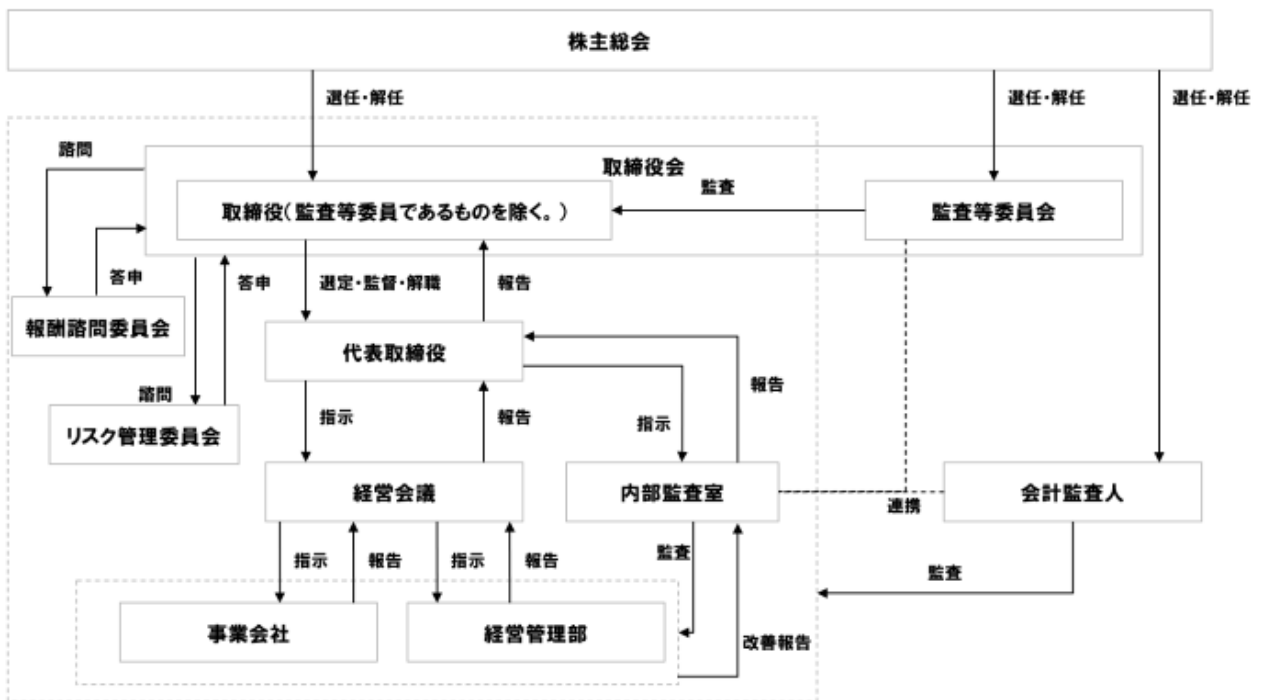 株主総会
選任・解任
選任・解任
選任・解任
諮問
取締役会
監査
取締役(監査等委員であるものを除く。)
監査等委員会
答申
答申
選定・監督・解職
報告
報酬諮問委員会
代表取締役
諮問
報告
指示
報告
指示
リスク管理委員会
経営会議
内部監査室
会計監査人
連携
監査
指示
報告
指示
報告
監査
事業会社
経営管理部
改善報告